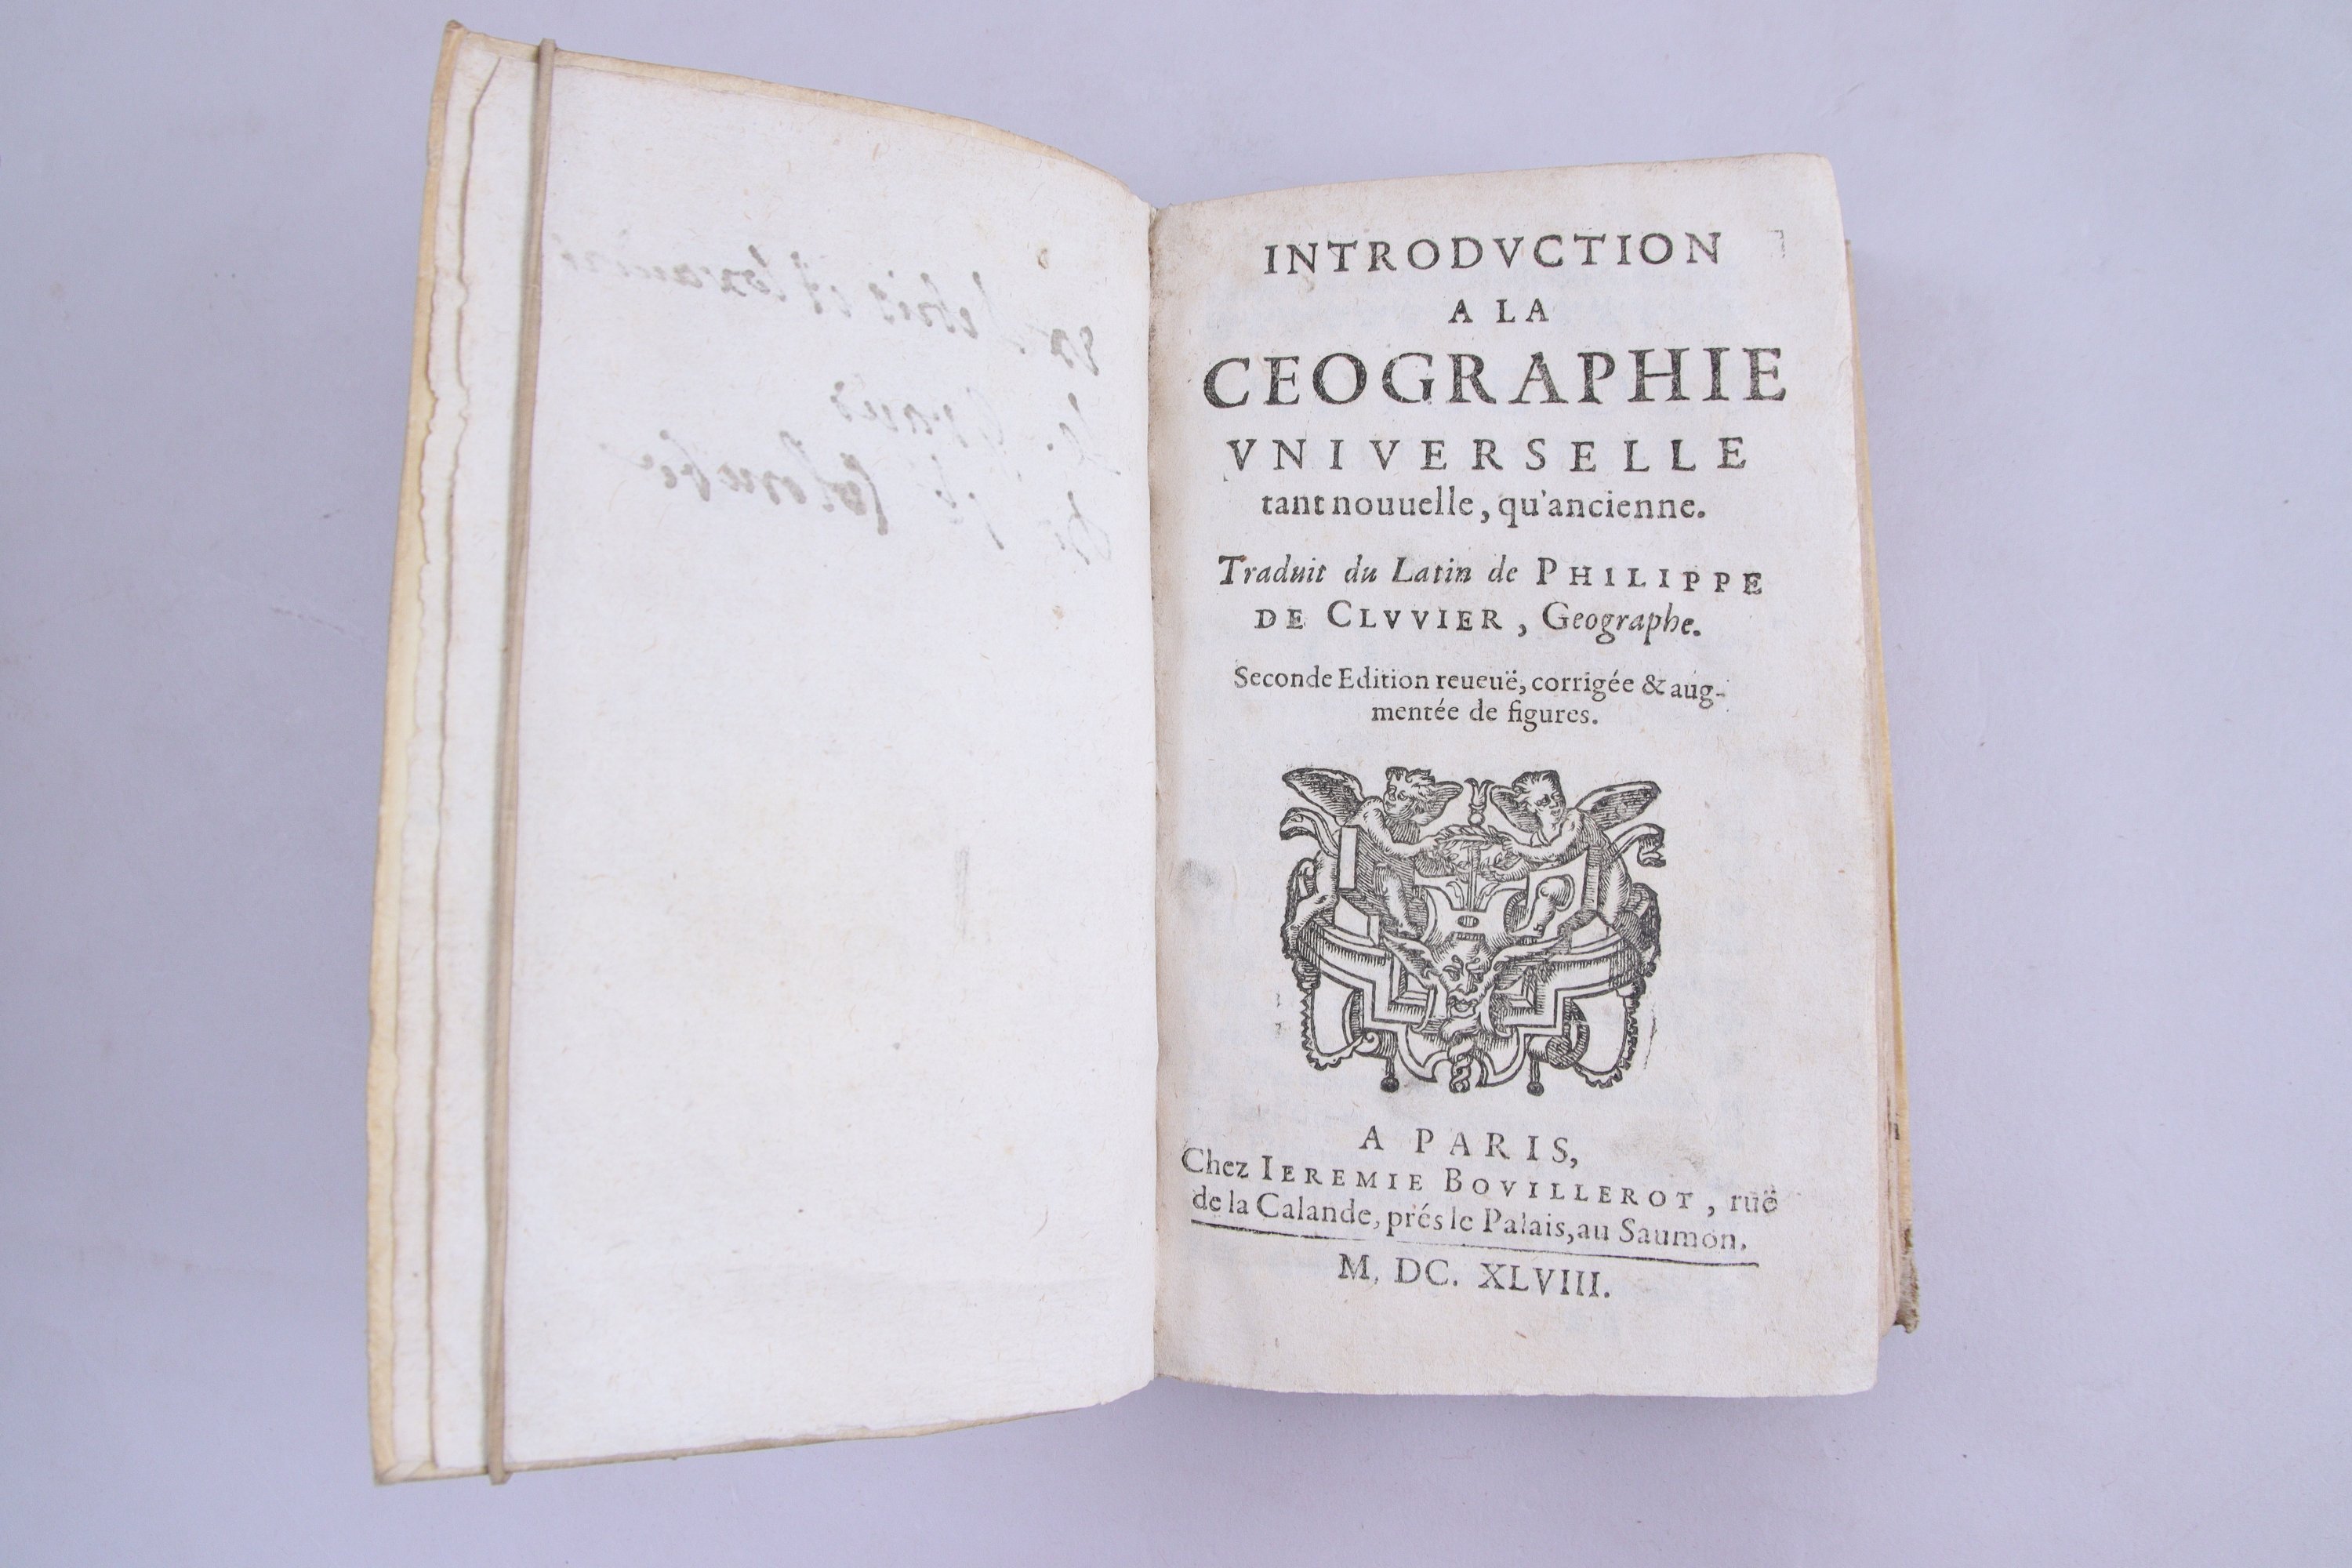 INTRODVCTION
A LA
CEOGRAPHIE
VNIVERSELLE
tant nouuelle, qu'ancienne.
Traduit du Latin de PHILIPPE
DE CLVVIER, Geographe.
Seconde Edition reueuë, corrigée & aug-
mentée de figures.
A PARIS,
Chez IEREMIE BOVILLEROT, ruë
de la Calande, prés le Palais, au Saumon.
M. DC. XLVIII.